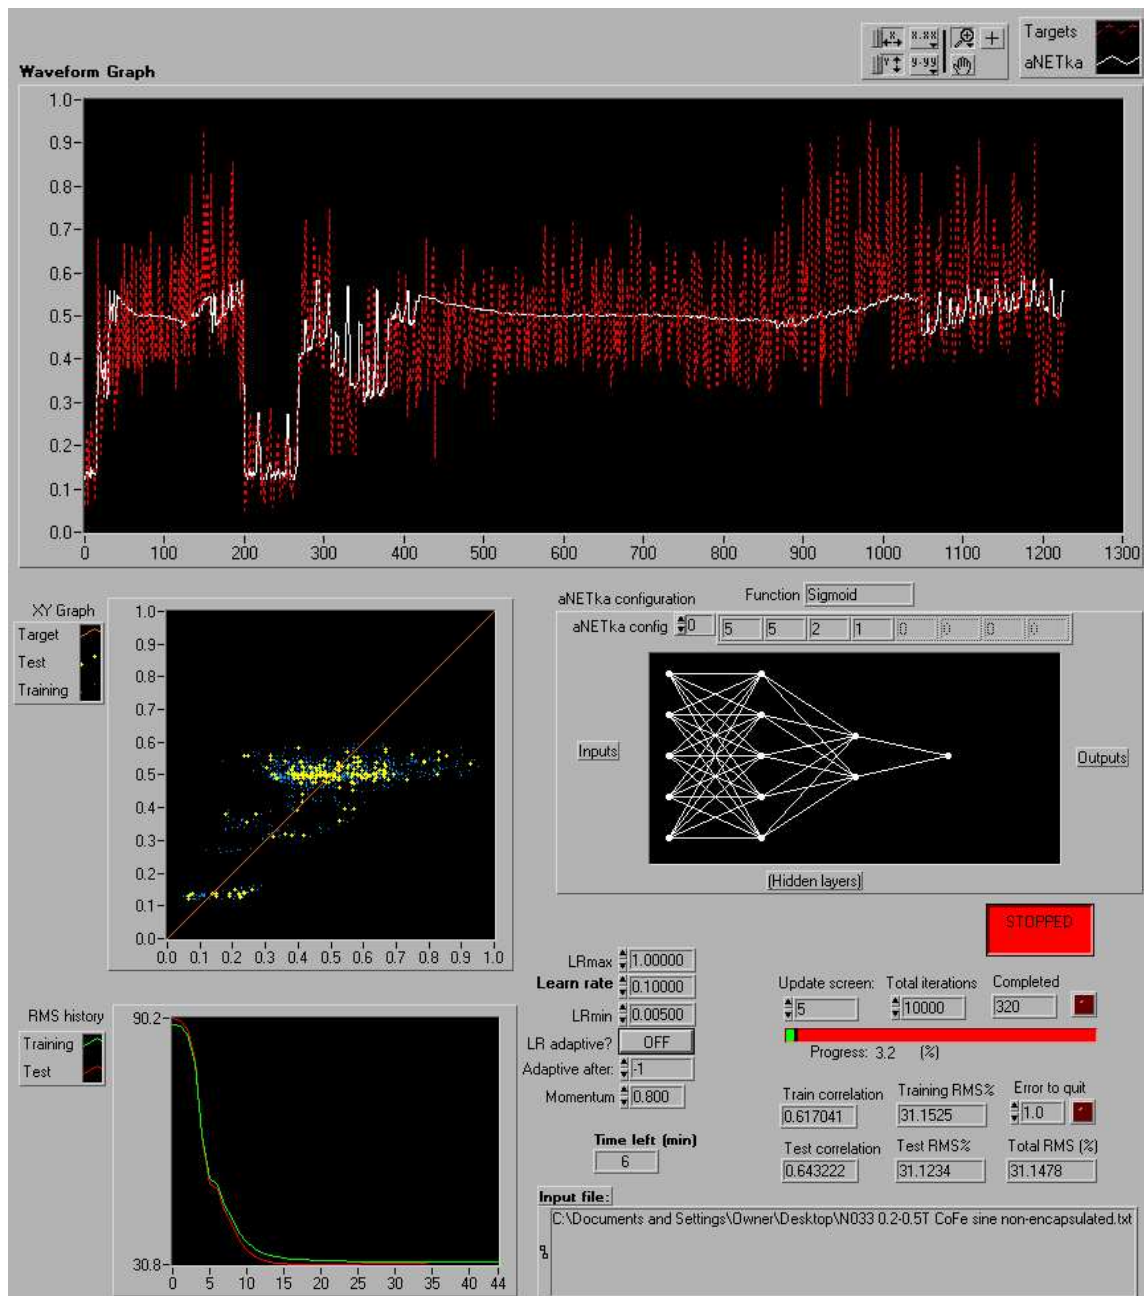 Targets
aNETka
Waveform Graph
1.0
0.9
0.8
0.7
0.6
0.5
0.4
0.3
0.2
0.1
0.0
0 100 200 300 400 500 600 700 800 900 1000 1100 1200 1300
XY Graph
Target
Test
Training
1.0
0.9
0.8
0.7
0.6
0.5
0.4
0.3
0.2
0.1
0.0
0.0 0.1 0.2 0.3 0.4 0.5 0.6 0.7 0.8 0.9 1.0
aNETka configuration Function Sigmoid
aNETka config 0 5 5 2 1 0 0 0 0
Inputs
Outputs
(Hidden layers)
STOPPED
LRmax 1.00000
Learn rate 0.10000
LRmin 0.00500
LR adaptive? OFF
Adaptive after: -1
Momentum 0.800
Time left (min)
6
Update screen: Total iterations Completed
5 10000 320
Progress: 3.2 (%)
Train correlation Training RMS% Error to quit
0.617041 31.1525 1.0
Test correlation Test RMS% Total RMS (%)
0.643222 31.1234 31.1478
RMS history
Training
Test
90.2
30.8
0 5 10 15 20 25 30 35 40 44
Input file:
C:\Documents and Settings\Owner\Desktop\N033 0.2-0.5T CoFe sine non-encapsulated.txt